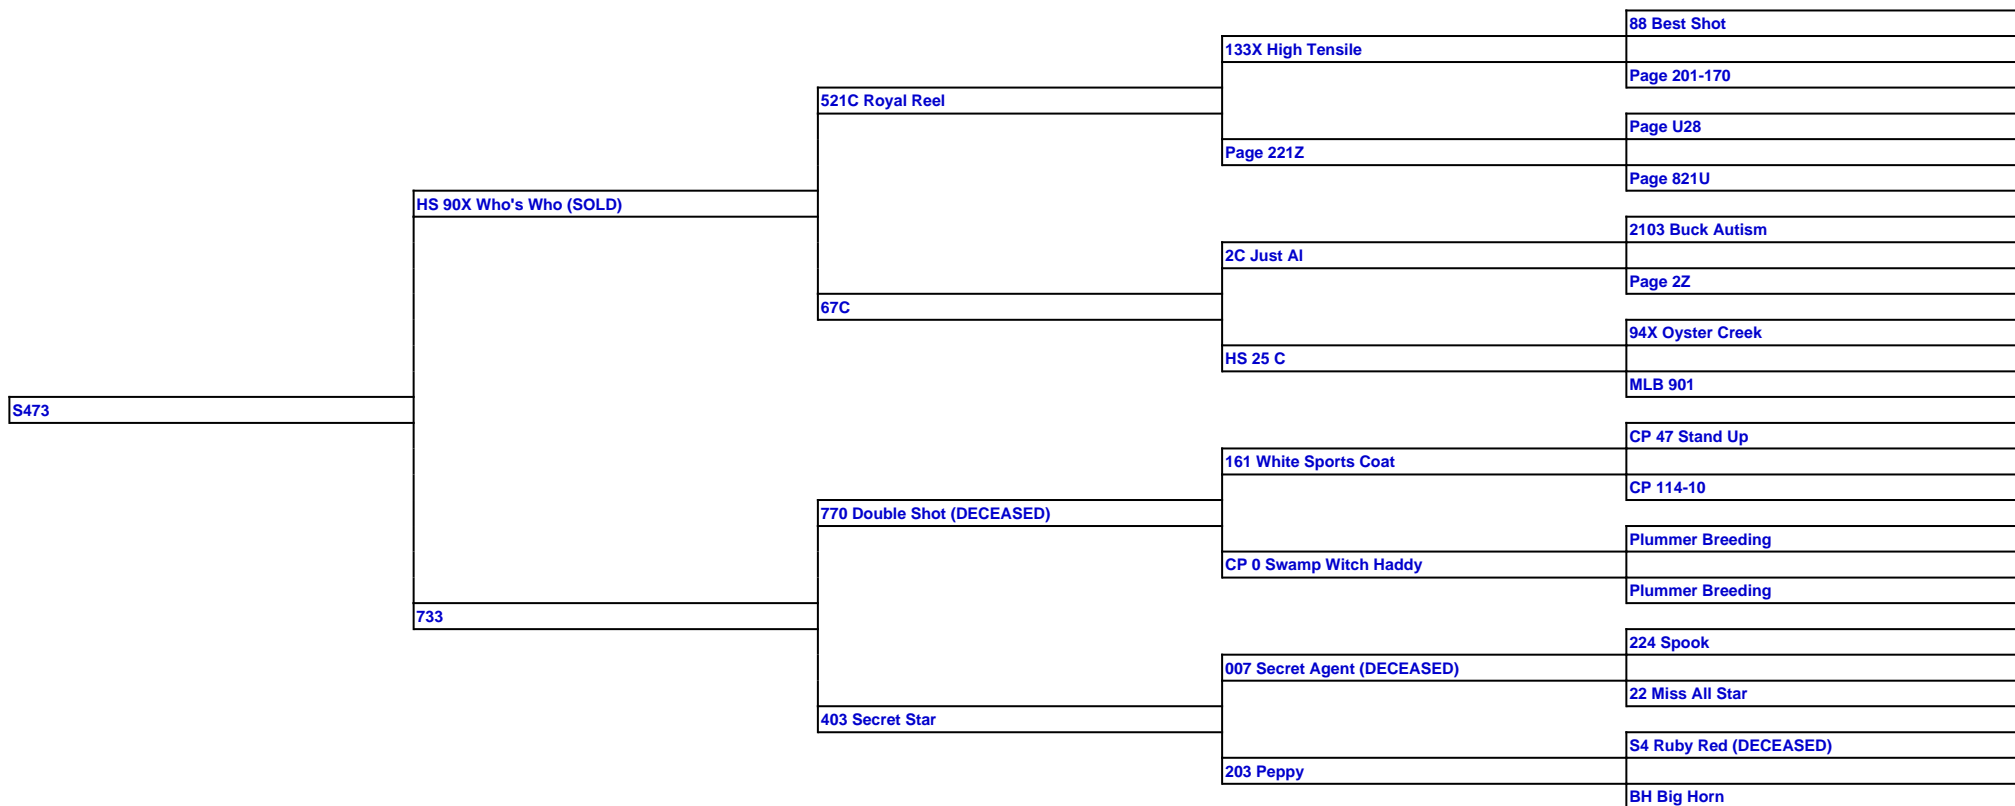 88 Best Shot
133X High Tensile
Page 201-170
521C Royal Reel
Page U28
Page 221Z
Page 821U
HS 90X Who's Who (SOLD)
2103 Buck Autism
2C Just AI
Page 2Z
67C
94X Oyster Creek
HS 25 C
MLB 901
S473
CP 47 Stand Up
161 White Sports Coat
CP 114-10
770 Double Shot (DECEASED)
Plummer Breeding
CP 0 Swamp Witch Haddy
Plummer Breeding
733
224 Spook
007 Secret Agent (DECEASED)
22 Miss All Star
403 Secret Star
S4 Ruby Red (DECEASED)
203 Peppy
BH Big Horn